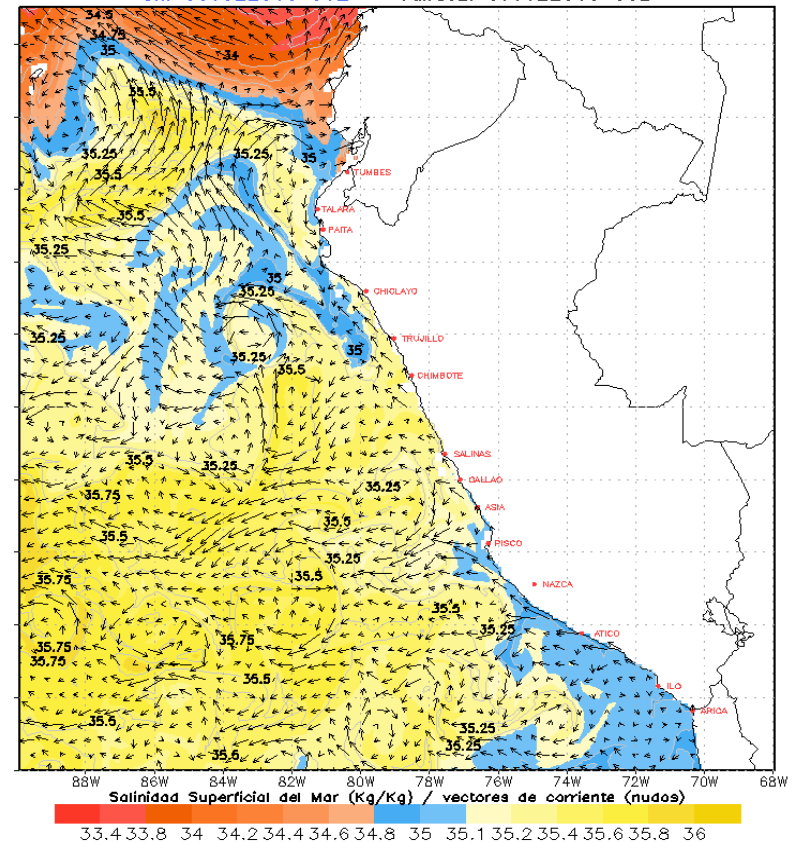 34.5
34.75
35
34
35.5
35.25
35.25
35
35.5
TUMBES
35.5
TALARA
PAITA
35.25
35
35.25
CHICLAYO
35.25
TRUJILLO
35.25
35
35.5
CHIMBOTE
35.5
35.25
SALINAS
35.75
35.25
CALLAO
ASIA
35.5
35.5
PISCO
35.25
35.75
35.5
NAZCA
35.5
35.75
35.25
ATICO
35.75
35.75
35.5
ILO
35.5
ARICA
35.25
35.25
35.5
88W 86W 84W 82W 80W 78W 76W 74W 72W 70W 68W
Salinidad Superficial del Mar (Kg/Kg) / vectores de corriente (nudos)
33.4 33.8 34 34.2 34.4 34.6 34.8 35 35.1 35.2 35.4 35.6 35.8 36